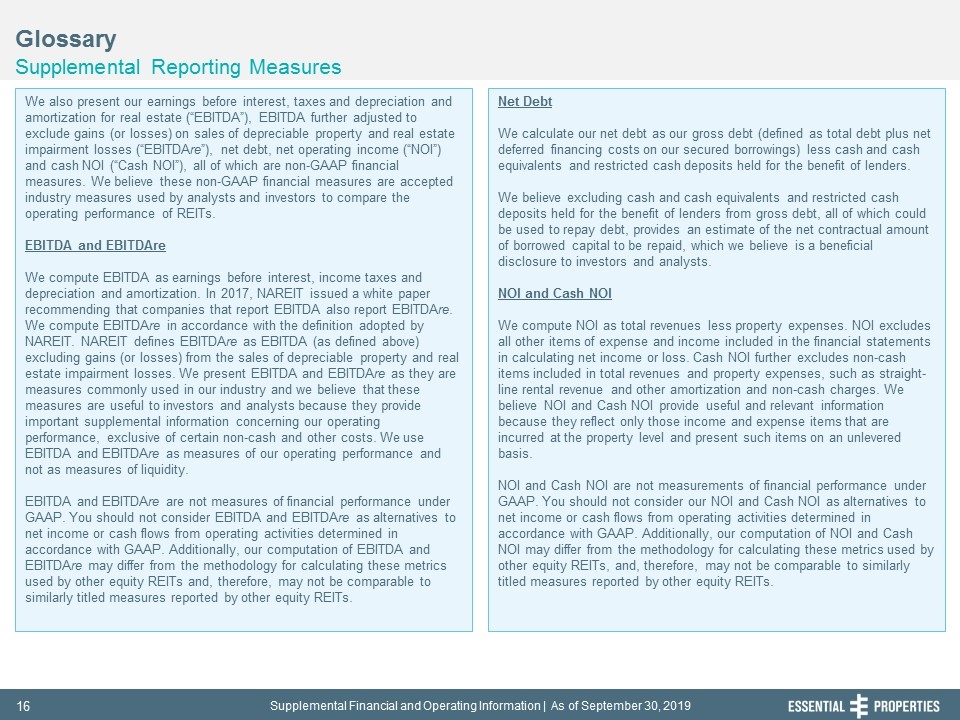 Glossary
Supplemental Reporting Measures
We also present our earnings before interest, taxes and depreciation and
amortization for real estate (“EBITDA”), EBITDA further adjusted to
exclude gains (or losses) on sales of depreciable property and real estate
impairment losses (“EBITDAre”), net debt, net operating income (“NOI”)
and cash NOI (“Cash NOI”), all of which are non-GAAP financial
measures. We believe these non-GAAP financial measures are accepted
industry measures used by analysts and investors to compare the
operating performance of REITs.
EBITDA and EBITDAre
We compute EBITDA as earnings before interest, income taxes and
depreciation and amortization. In 2017, NAREIT issued a white paper
recommending that companies that report EBITDA also report EBITDAre.
We compute EBITDAre in accordance with the definition adopted by
NAREIT. NAREIT defines EBITDAre as EBITDA (as defined above)
excluding gains (or losses) from the sales of depreciable property and real
estate impairment losses. We present EBITDA and EBITDAre as they are
measures commonly used in our industry and we believe that these
measures are useful to investors and analysts because they provide
important supplemental information concerning our operating
performance, exclusive of certain non-cash and other costs. We use
EBITDA and EBITDAre as measures of our operating performance and
not as measures of liquidity.
EBITDA and EBITDAre are not measures of financial performance under
GAAP. You should not consider EBITDA and EBITDAre as alternatives to
net income or cash flows from operating activities determined in
accordance with GAAP. Additionally, our computation of EBITDA and
EBITDAre may differ from the methodology for calculating these metrics
used by other equity REITs and, therefore, may not be comparable to
similarly titled measures reported by other equity REITs.
Net Debt
We calculate our net debt as our gross debt (defined as total debt plus net
deferred financing costs on our secured borrowings) less cash and cash
equivalents and restricted cash deposits held for the benefit of lenders.
We believe excluding cash and cash equivalents and restricted cash
deposits held for the benefit of lenders from gross debt, all of which could
be used to repay debt, provides an estimate of the net contractual amount
of borrowed capital to be repaid, which we believe is a beneficial
disclosure to investors and analysts.
NOI and Cash NOI
We compute NOI as total revenues less property expenses. NOI excludes
all other items of expense and income included in the financial statements
in calculating net income or loss. Cash NOI further excludes non-cash
items included in total revenues and property expenses, such as straight-
line rental revenue and other amortization and non-cash charges. We
believe NOI and Cash NOI provide useful and relevant information
because they reflect only those income and expense items that are
incurred at the property level and present such items on an unlevered
basis.
NOI and Cash NOI are not measurements of financial performance under
GAAP. You should not consider our NOI and Cash NOI as alternatives to
net income or cash flows from operating activities determined in
accordance with GAAP. Additionally, our computation of NOI and Cash
NOI may differ from the methodology for calculating these metrics used by
other equity REITs, and, therefore, may not be comparable to similarly
titled measures reported by other equity REITs.
16
Supplemental Financial and Operating Information | As of September 30, 2019
ESSENTIAL PROPERTIES